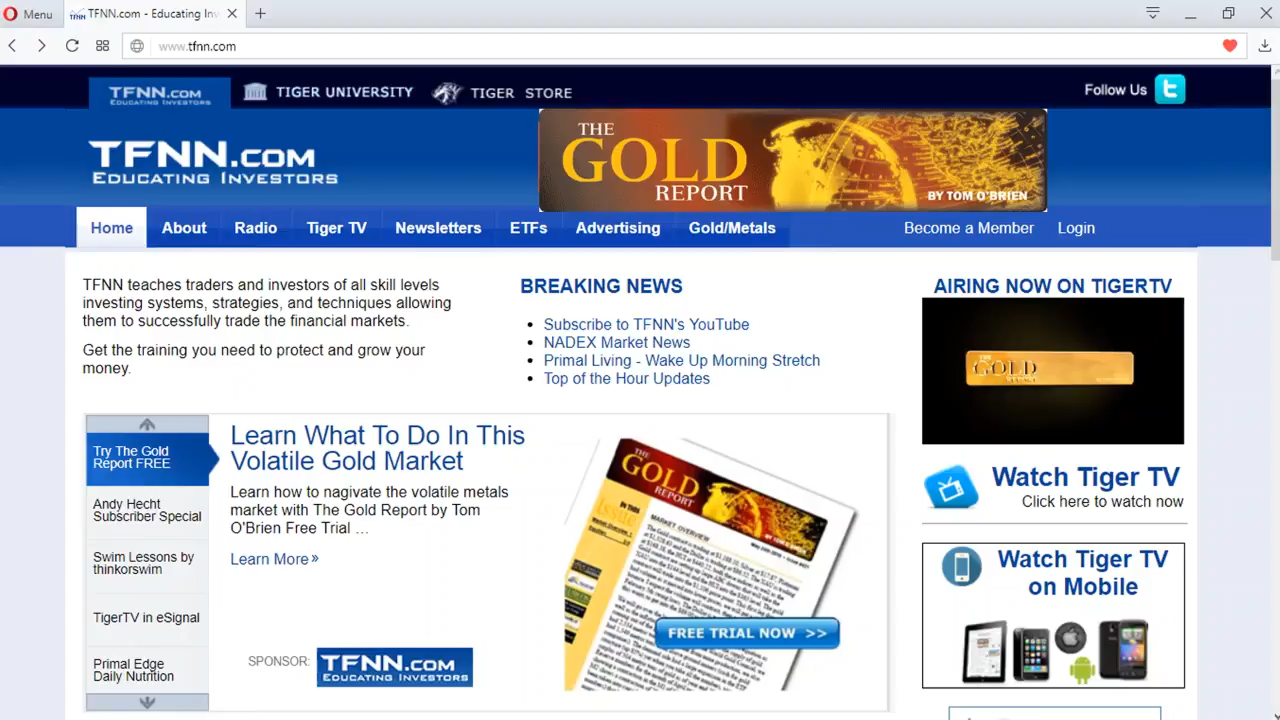 Menu
TFNN.com - Educating Inv
www.tfnn.com
TFNN.COM
EDUCATING INVESTORS
TIGER UNIVERSITY
TIGER STORE
Follow Us
TFNN.COM
EDUCATING INVESTORS
THE
GOLD
REPORT
BY TOM O'BRIEN
Home
About
Radio
Tiger TV
Newsletters
ETFs
Advertising
Gold/Metals
Become a Member
Login
TFNN teaches traders and investors of all skill levels
investing systems, strategies, and techniques allowing
them to successfully trade the financial markets.
Get the training you need to protect and grow your
money.
BREAKING NEWS
Subscribe to TFNN's YouTube
NADEX Market News
Primal Living - Wake Up Morning Stretch
Top of the Hour Updates
AIRING NOW ON TIGERTV
THE
GOLD
REPORT
Watch Tiger TV
Click here to watch now
Watch Tiger TV
on Mobile
Try The Gold
Report FREE
Andy Hecht
Subscriber Special
Swim Lessons by
thinkorswim
TigerTV in eSignal
Primal Edge
Daily Nutrition
Learn What To Do In This
Volatile Gold Market
Learn how to nagivate the volatile metals
market with The Gold Report by Tom
O'Brien Free Trial ...
Learn More»
SPONSOR:
TFNN.COM
EDUCATING INVESTORS
THE
GOLD
REPORT
BY TOM O'BRIEN
MARKET OVERVIEW
FREE TRIAL NOW >>